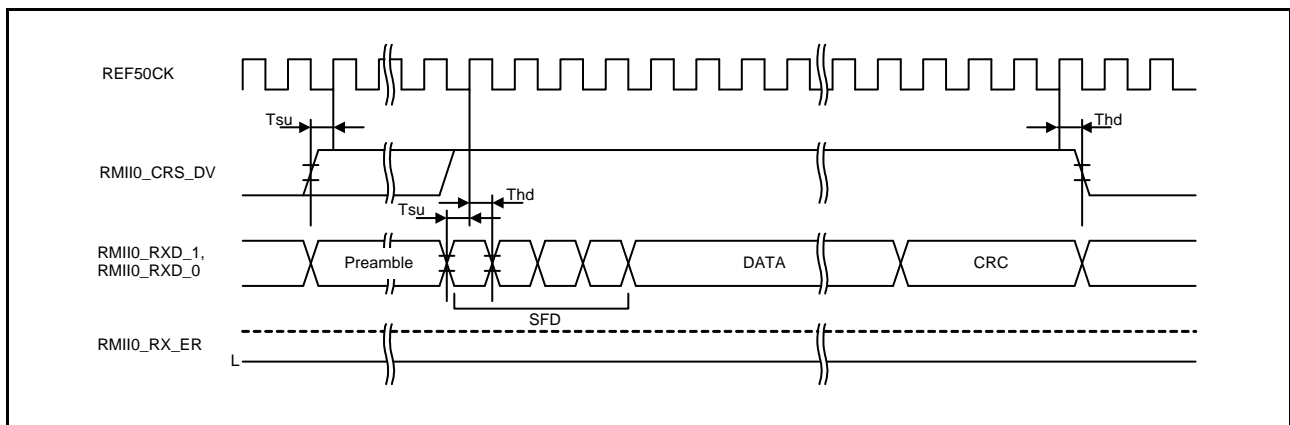 REF50CK
Tsu
Thd
RMII0_CRS_DV
Thd
Tsu
RMII0_RXD_1,
RMII0_RXD_0
Preamble
DATA
CRC
SFD
RMII0_RX_ER
L